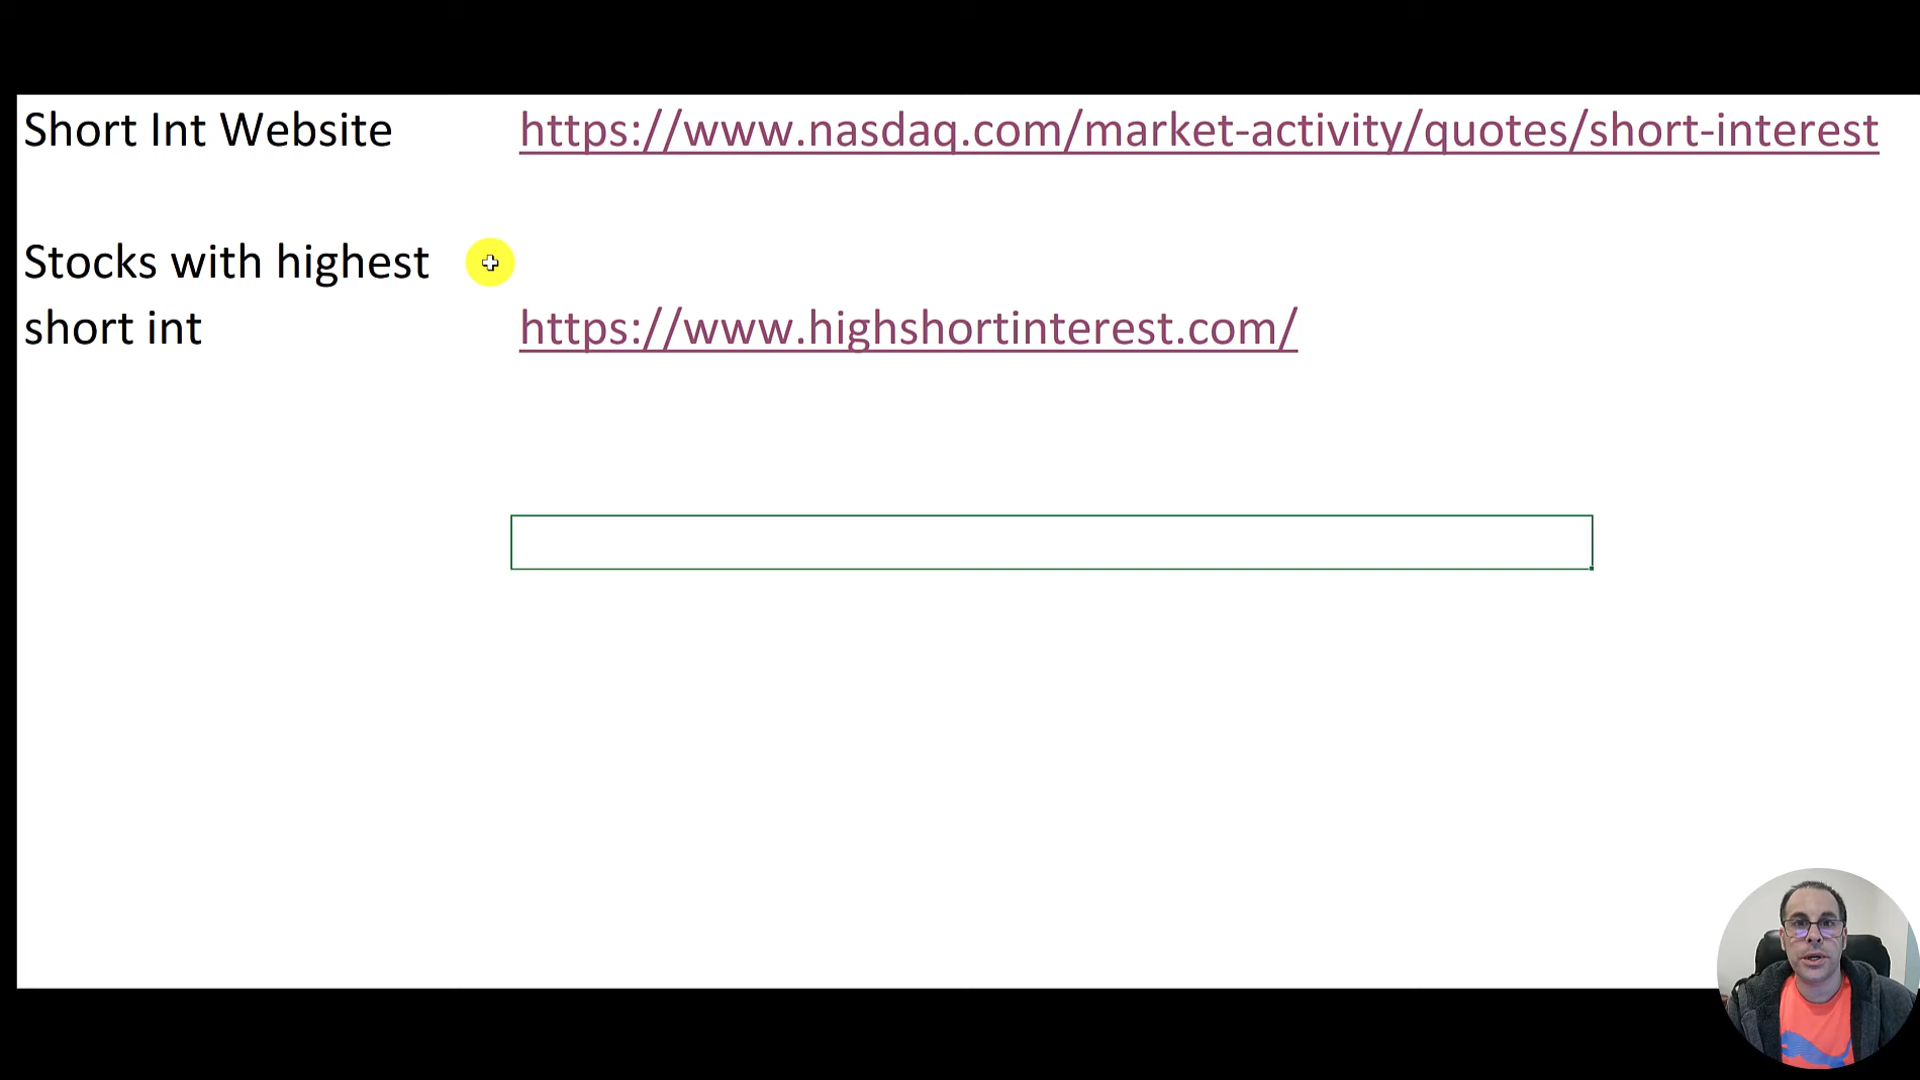 Short Int Website https://www.nasdaq.com/market-activity/quotes/short-interest
Stocks with highest
short int https://www.highshortinterest.com/